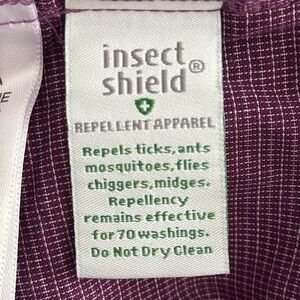 insect
shield®
REPELLENT APPAREL
Repels ticks, ants
mosquitoes, flies
chiggers, midges.
Repellency
remains effective
for 70 washings.
Do Not Dry Clean